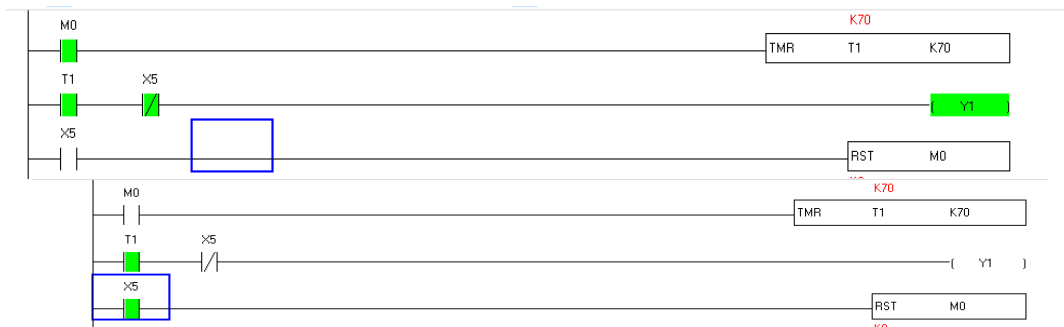 M0 K70
TMR T1 K70
T1 X5
( Y1 )
X5
RST M0
M0 K70
TMR T1 K70
T1 X5
( Y1 )
X5
RST M0